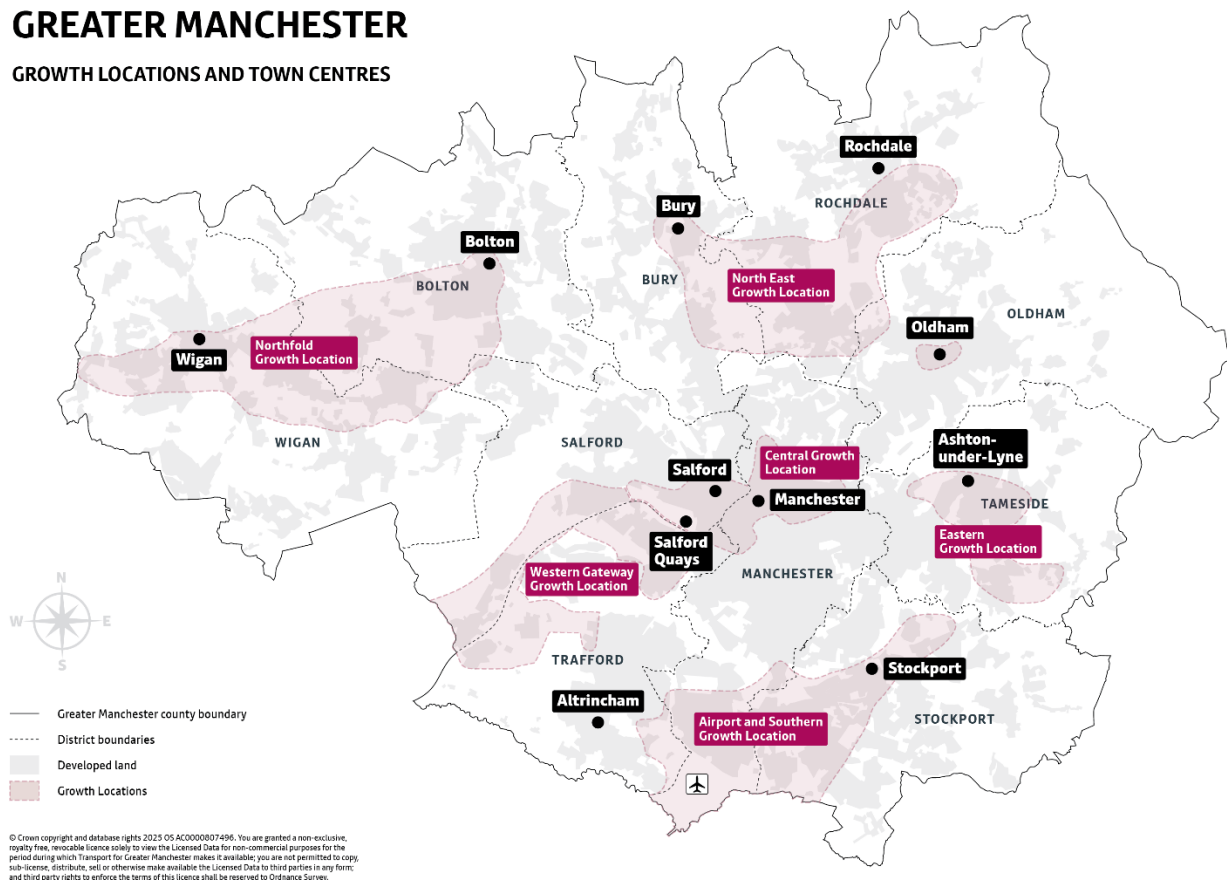 GREATER MANCHESTER
GROWTH LOCATIONS AND TOWN CENTRES
Rochdale
ROCHDALE
Bury
Bolton
BOLTON
BURY
North East
Growth Location
OLDHAM
Oldham
Northfold
Growth Location
Wigan
WIGAN
SALFORD
Ashton-
under-Lyne
Central Growth
Location
Salford
Manchester
TAMESIDE
Salford
Quays
Eastern
Growth Location
Western Gateway
Growth Location
MANCHESTER
N
W
E
S
TRAFFORD
Stockport
Altrincham
Airport and Southern
Growth Location
STOCKPORT
Greater Manchester county boundary
District boundaries
Developed land
Growth Locations
© Crown copyright and database rights 2025 OS AC0000807496. You are granted a non-exclusive,
royalty free, revocable licence solely to view the Licensed Data for non-commercial purposes for the
period during which Transport for Greater Manchester makes it available; you are not permitted to copy,
sub-license, distribute, sell or otherwise make available the Licensed Data to third parties in any form;
and third party rights to enforce the terms of this licence shall be reserved to Ordnance Survey.